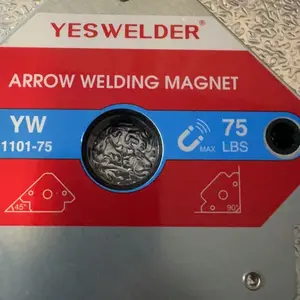 YESWELDER®
ARROW WELDING MAGNET
YW
1101-75
MAX
75
LBS
45°
90°